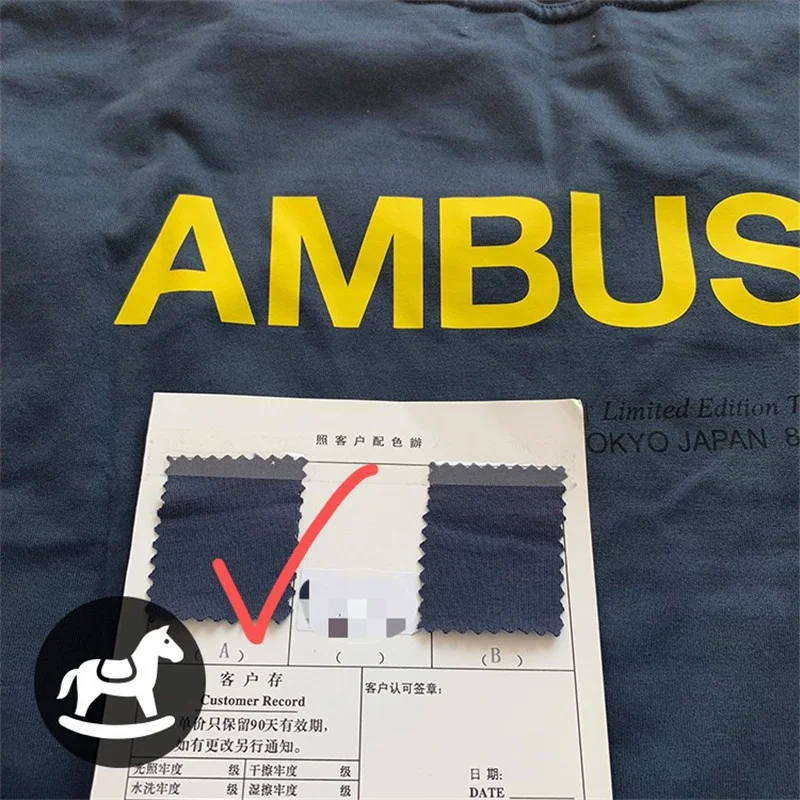 AMBUS
Limited Edition T
OKYO JAPAN 8
照客户配色辦
(A)
( )
(B)
客户存
Customer Record
单价只保留90天有效期，
如有更改另行通知。
客户认可签章：
光照牢度 级 干擦牢度 级
水洗牢度 级 湿擦牢度 级
日期：
DATE